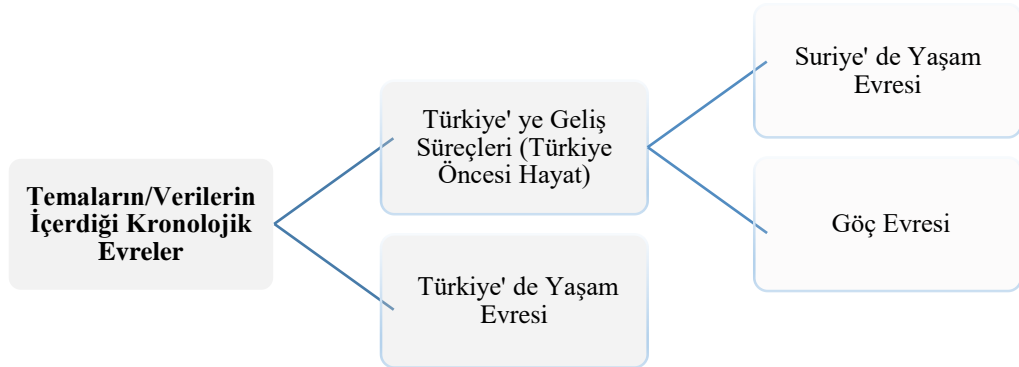 Temaların/Verilerin
İçerdiği Kronolojik
Evreler
Türkiye' ye Geliş
Süreçleri (Türkiye
Öncesi Hayat)
Suriye' de Yaşam
Evresi
Göç Evresi
Türkiye' de Yaşam
Evresi